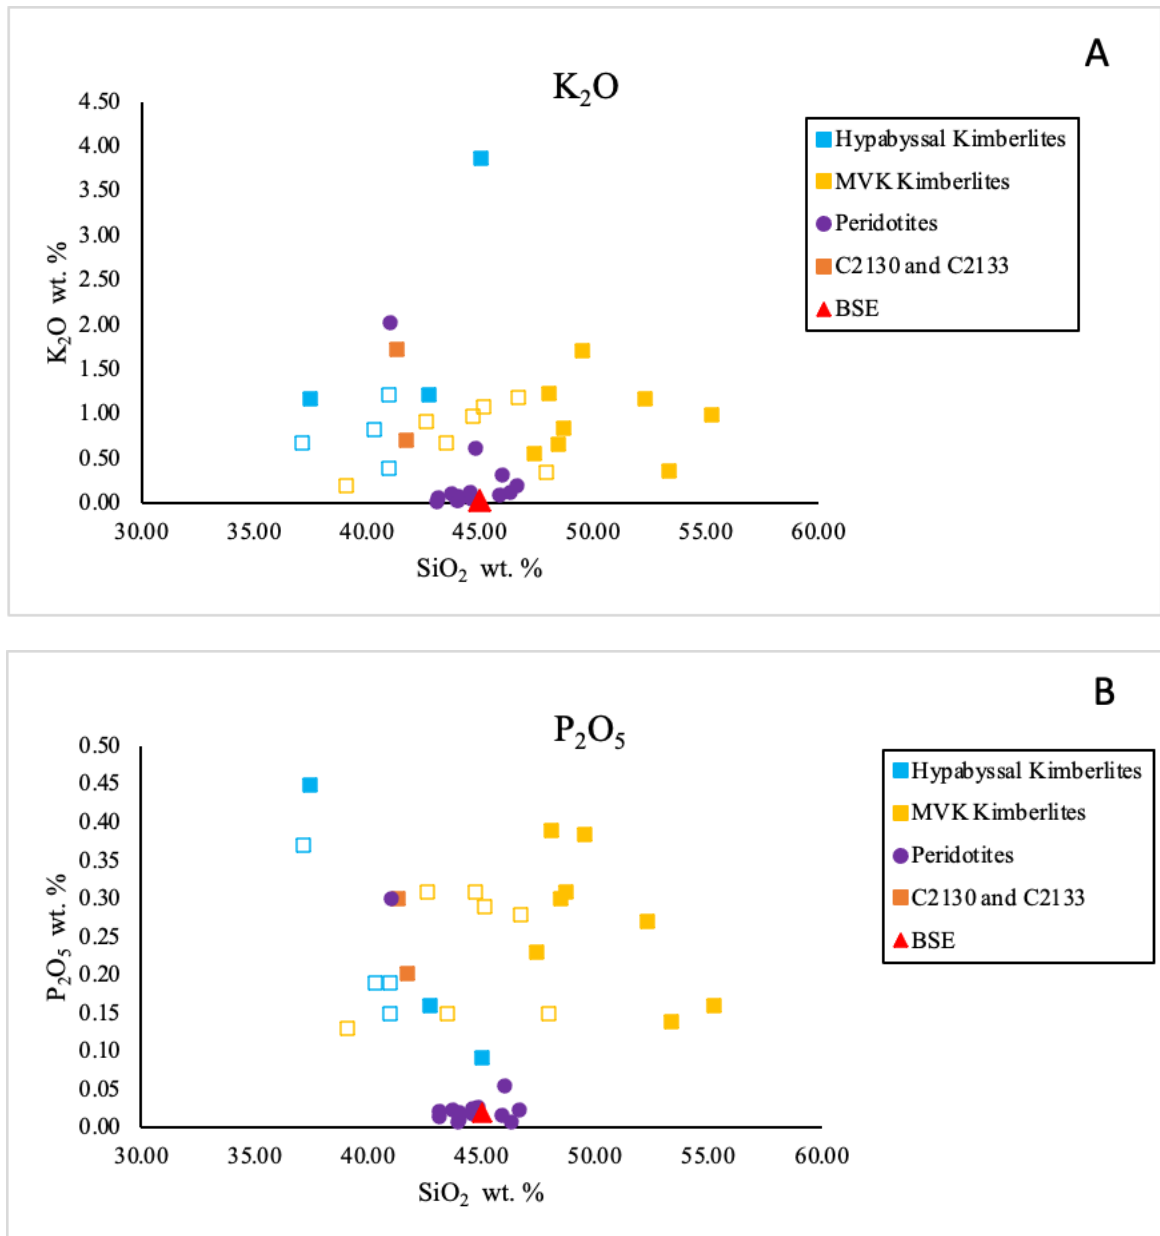 A
K₂O
4.50
4.00
3.50
3.00
2.50
2.00
1.50
1.00
0.50
0.00
K₂O wt. %
30.00 35.00 40.00 45.00 50.00 55.00 60.00
SiO₂ wt. %
Hypabyssal Kimberlites
MVK Kimberlites
Peridotites
C2130 and C2133
BSE
B
P₂O₅
0.50
0.45
0.40
0.35
0.30
0.25
0.20
0.15
0.10
0.05
0.00
P₂O₅ wt. %
30.00 35.00 40.00 45.00 50.00 55.00 60.00
SiO₂ wt. %
Hypabyssal Kimberlites
MVK Kimberlites
Peridotites
C2130 and C2133
BSE